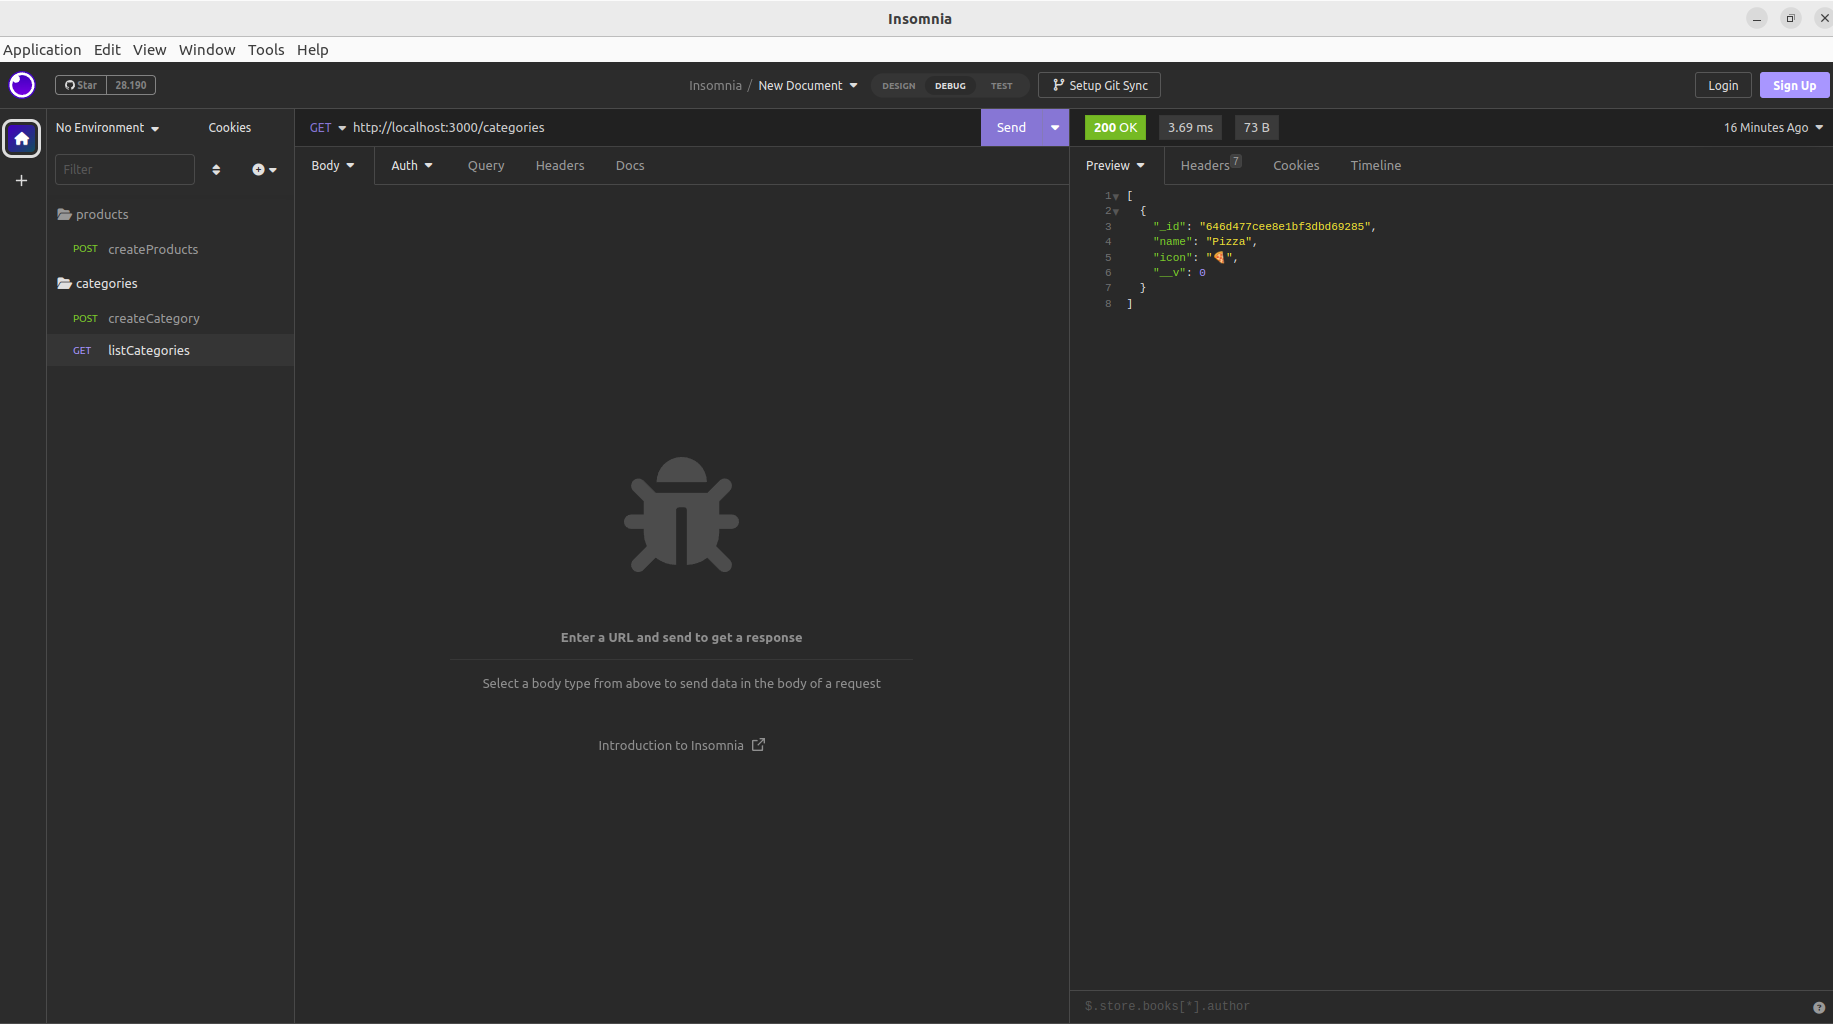 Insomnia
Application Edit View Window Tools Help
Star 28.190
Insomnia / New Document
DESIGN DEBUG TEST
Setup Git Sync
Login
Sign Up
No Environment
Cookies
GET http://localhost:3000/categories
Send
200 OK 3.69 ms 73 B
16 Minutes Ago
Filter
Body Auth Query Headers Docs
Preview Headers 7 Cookies Timeline
products
POST createProducts
categories
POST createCategory
GET listCategories
1 [
2 {
3 "_id": "646d477cee8e1bf3dbd69285",
4 "name": "Pizza",
5 "icon": "🍕",
6 "__v": 0
7 }
8 ]
Enter a URL and send to get a response
Select a body type from above to send data in the body of a request
Introduction to Insomnia
$.store.books[*].author